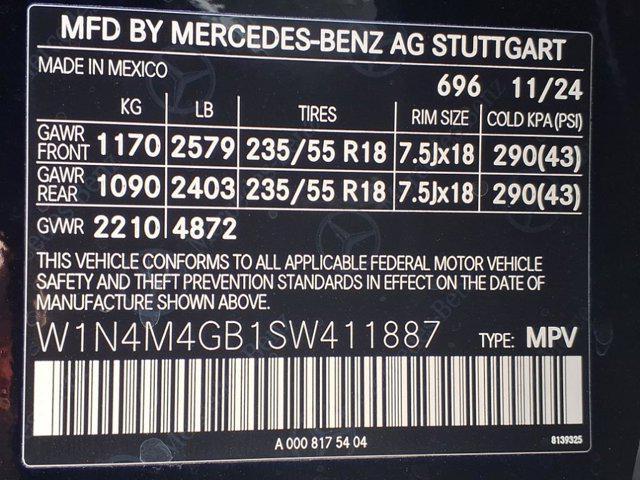 MFD BY MERCEDES-BENZ AG STUTTGART
MADE IN MEXICO
696 11/24
KG LB TIRES RIM SIZE COLD KPA(PSI)
GAWR FRONT 1170 2579 235/55 R18 7.5Jx18 290(43)
GAWR REAR 1090 2403 235/55 R18 7.5Jx18 290(43)
GVWR 2210 4872
THIS VEHICLE CONFORMS TO ALL APPLICABLE FEDERAL MOTOR VEHICLE
SAFETY AND THEFT PREVENTION STANDARDS IN EFFECT ON THE DATE OF
MANUFACTURE SHOWN ABOVE.
W1N4M4GB1SW411887 TYPE: MPV
A 000 817 54 04 8139325